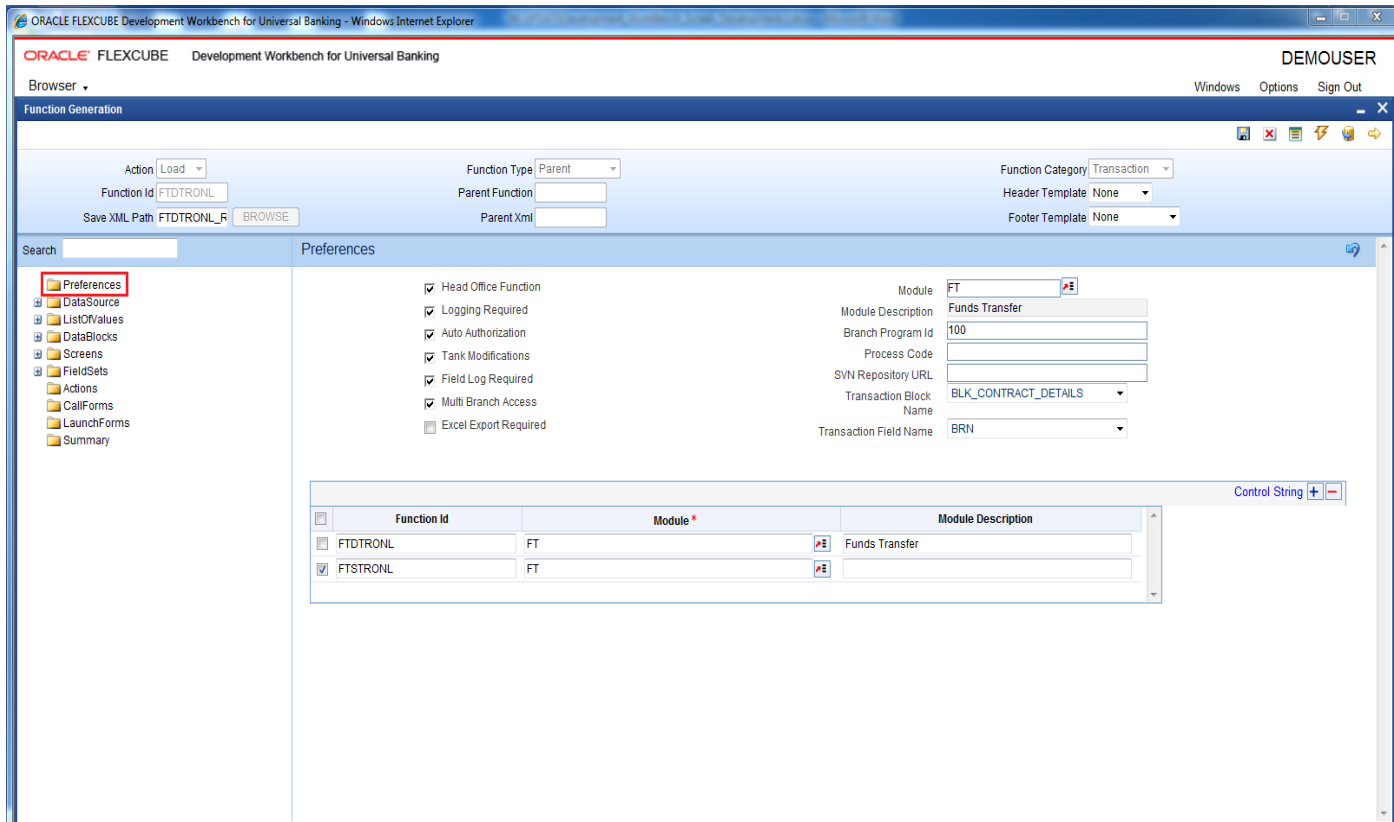 ORACLE FLEXCUBE Development Workbench for Universal Banking - Windows Internet Explorer
ORACLE FLEXCUBE Development Workbench for Universal Banking
DEMOUSER
Browser
Windows Options Sign Out
Function Generation
Action Load Function Type Parent Function Category Transaction
Function Id FTDTRONL Parent Function Header Template None
Save XML Path FTDTRONL_R BROWSE Parent Xml Footer Template None
Search
Preferences
Preferences
DataSource
ListOfValues
DataBlocks
Screens
FieldSets
Actions
CallForms
LaunchForms
Summary
Head Office Function
Logging Required
Auto Authorization
Tank Modifications
Field Log Required
Multi Branch Access
Excel Export Required
Module FT
Module Description Funds Transfer
Branch Program Id 100
Process Code
SVN Repository URL
Transaction Block Name BLK_CONTRACT_DETAILS
Transaction Field Name BRN
Control String
Function Id Module * Module Description
FTDTRONL FT Funds Transfer
FTSTRONL FT